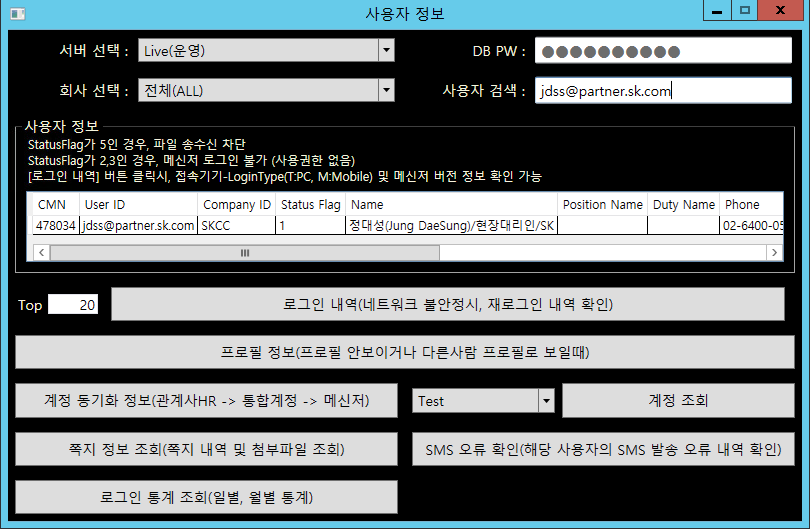 사용자 정보
서버 선택 : Live(운영) DB PW : ●●●●●●●●●●
회사 선택 : 전체(ALL) 사용자 검색 : jdss@partner.sk.com
사용자 정보
StatusFlag가 5인 경우, 파일 송수신 차단
StatusFlag가 2,3인 경우, 메신저 로그인 불가 (사용권한 없음)
[로그인 내역] 버튼 클릭시, 접속기기-LoginType(T:PC, M:Mobile) 및 메신저 버전 정보 확인 가능
CMN User ID Company ID Status Flag Name Position Name Duty Name Phone
478034 jdss@partner.sk.com SKCC 1 정대성(Jung DaeSung)/현장대리인/SK 02-6400-05
Top 20 로그인 내역(네트워크 불안정시, 재로그인 내역 확인)
프로필 정보(프로필 안보이거나 다른사람 프로필로 보일때)
계정 동기화 정보(관계사HR -> 통합계정 -> 메신저) Test 계정 조회
쪽지 정보 조회(쪽지 내역 및 첨부파일 조회) SMS 오류 확인(해당 사용자의 SMS 발송 오류 내역 확인)
로그인 통계 조회(일별, 월별 통계)